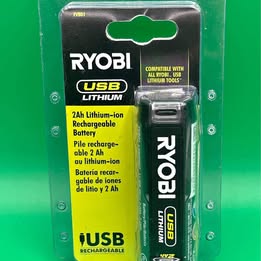 RYOBI
USB
LITHIUM
COMPATIBLE WITH
ALL RYOBI USB
LITHIUM TOOLS
2Ah Lithium-ion
Rechargeable
Battery
Pile recharge-
able 2 Ah
au lithium-ion
Batería recar-
gable de iones
de litio y 2 Ah
USB
RECHARGEABLE
RYOBI
USB
LITHIUM
2Ah